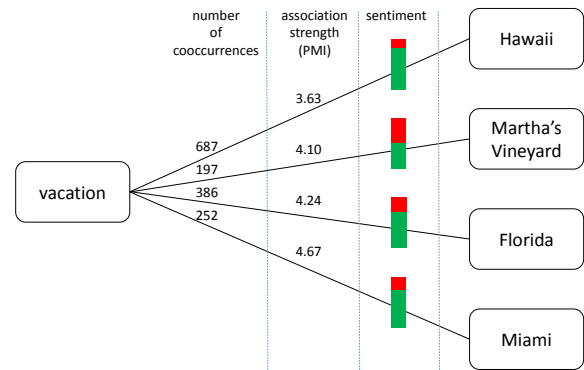 number
of
cooccurrences
association
strength
(PMI)
sentiment
Hawaii
3.63
687
Martha's
Vineyard
4.10
197
vacation
386
4.24
252
Florida
4.67
Miami